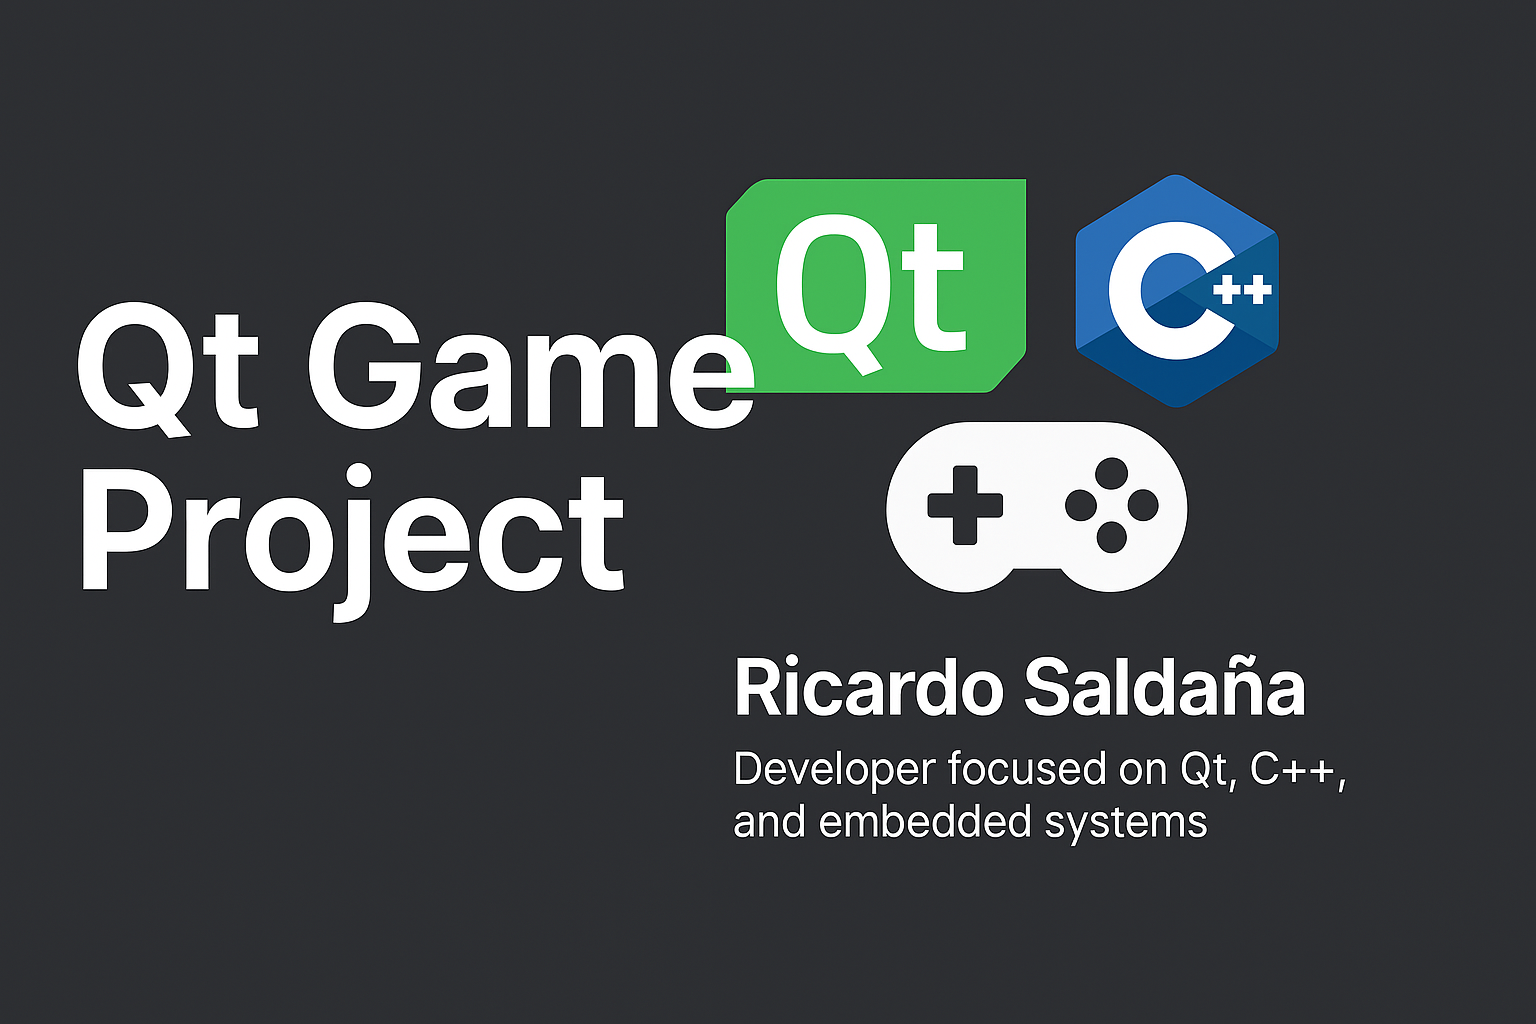 Qt Game
Project
Qt
C++
Ricardo Saldaña
Developer focused on Qt, C++,
and embedded systems